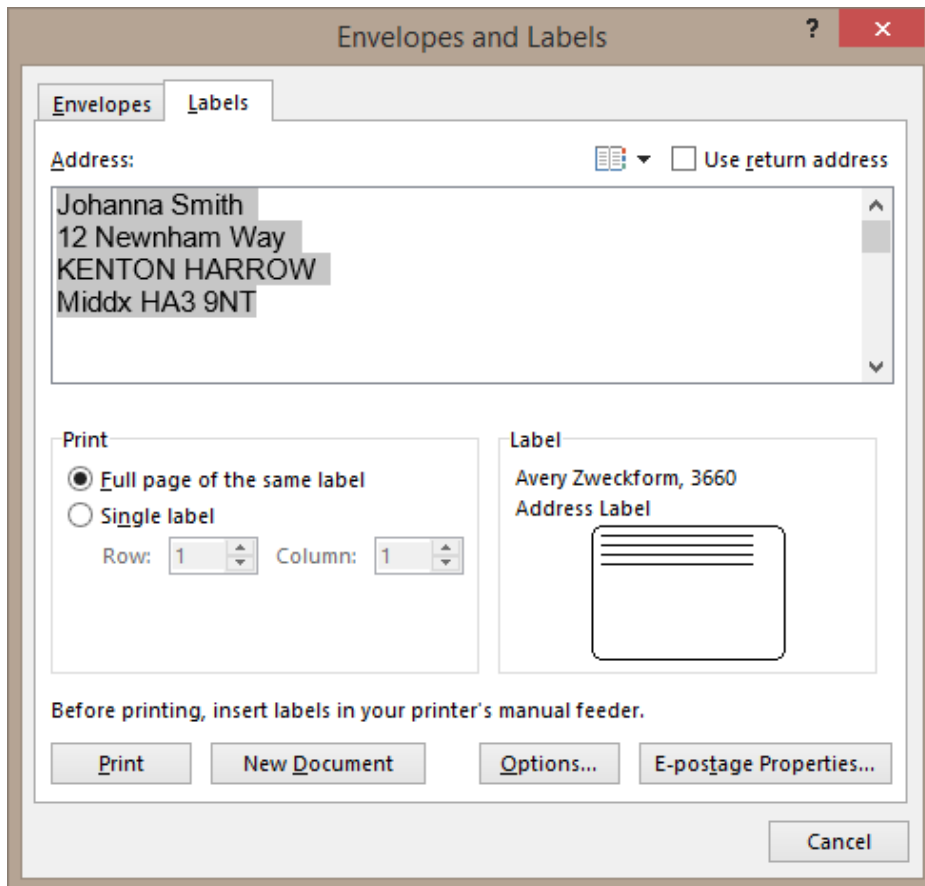 Envelopes and Labels
?
Envelopes Labels
Address: Use return address
Johanna Smith
12 Newnham Way
KENTON HARROW
Middx HA3 9NT
Print
Full page of the same label
Single label
Row: 1 Column: 1
Label
Avery Zweckform, 3660
Address Label
Before printing, insert labels in your printer's manual feeder.
Print New Document Options... E-postage Properties...
Cancel